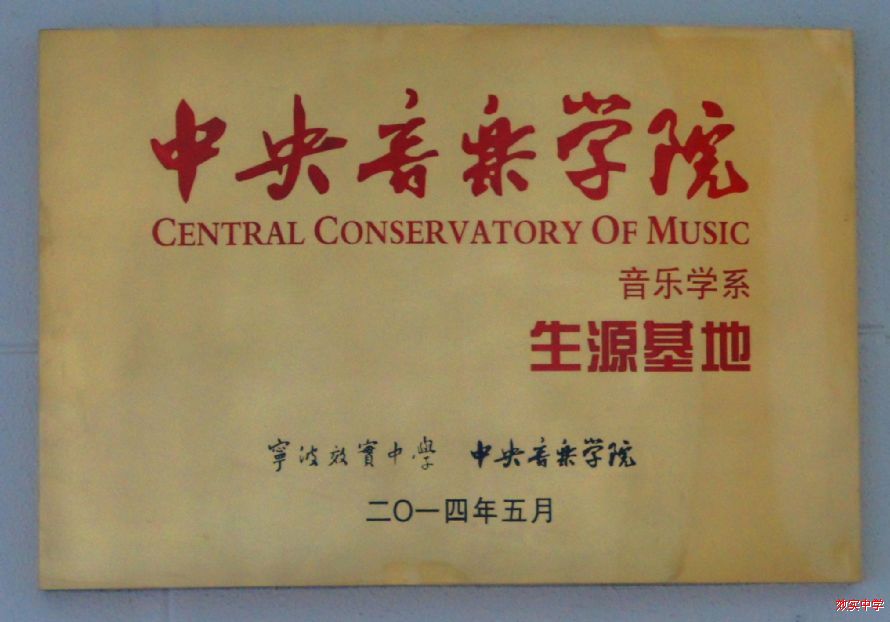 中央音乐学院
CENTRAL CONSERVATORY OF MUSIC
音乐学系
生源基地
寧波效實中學 中央音乐学院
二〇一四年五月
效实中学